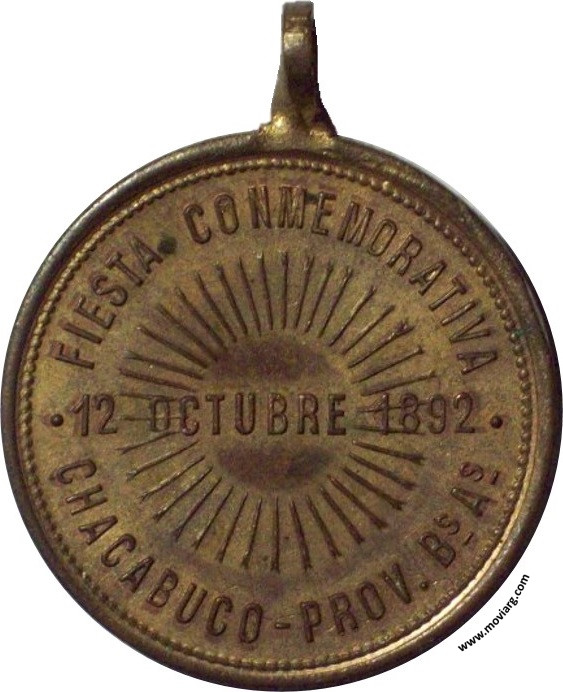 FIESTA CONMEMORATIVA
· 12 OCTUBRE 1892 ·
CHACABUCO - PROV. Bs As
www.moviarg.com